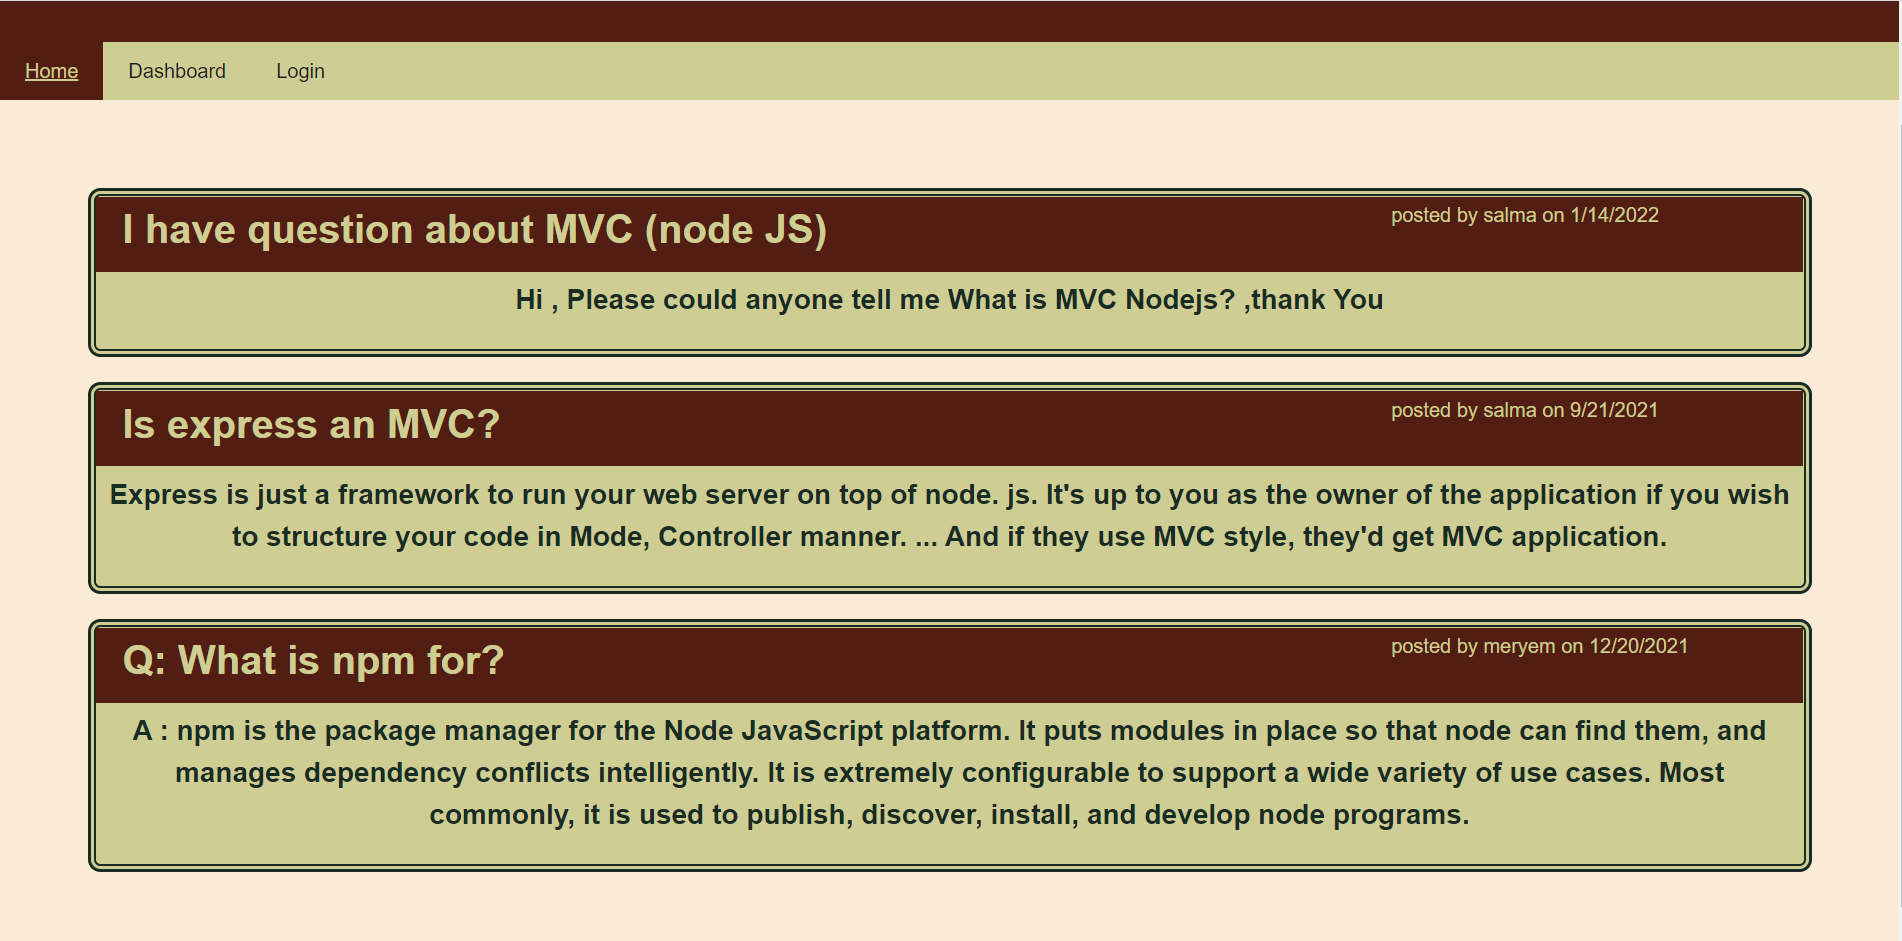 Home Dashboard Login
I have question about MVC (node JS) posted by salma on 1/14/2022
Hi , Please could anyone tell me What is MVC Nodejs? ,thank You
Is express an MVC? posted by salma on 9/21/2021
Express is just a framework to run your web server on top of node. js. It's up to you as the owner of the application if you wish
to structure your code in Mode, Controller manner. ... And if they use MVC style, they'd get MVC application.
Q: What is npm for? posted by meryem on 12/20/2021
A : npm is the package manager for the Node JavaScript platform. It puts modules in place so that node can find them, and
manages dependency conflicts intelligently. It is extremely configurable to support a wide variety of use cases. Most
commonly, it is used to publish, discover, install, and develop node programs.